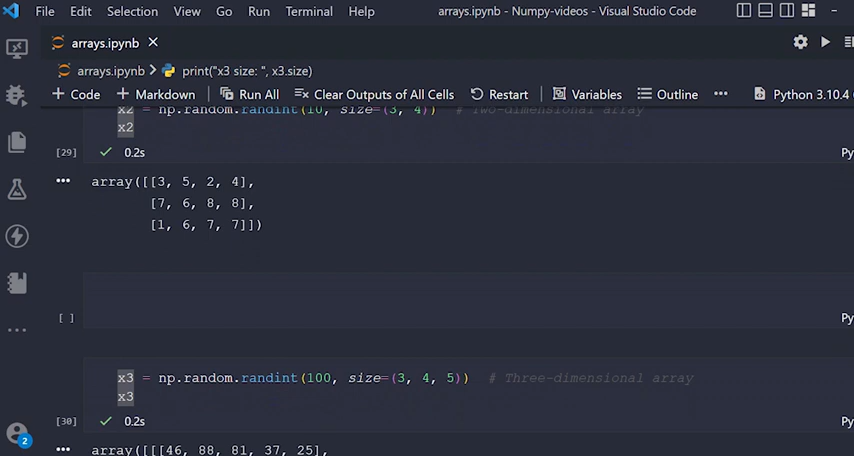 File Edit Selection View Go Run Terminal Help arrays.ipynb - Numpy-videos - Visual Studio Code
arrays.ipynb
arrays.ipynb > print("x3 size: ", x3.size)
+ Code + Markdown Run All Clear Outputs of All Cells Restart Variables Outline ... Python 3.10.4
x2 = np.random.randint(10, size=(3, 4)) # Two-dimensional array
x2
[29] 0.2s Py
array([[3, 5, 2, 4],
[7, 6, 8, 8],
[1, 6, 7, 7]])
[ ] Py
x3 = np.random.randint(100, size=(3, 4, 5)) # Three-dimensional array
x3
[30] 0.2s Py
array([[[46, 88, 81, 37, 25],
2